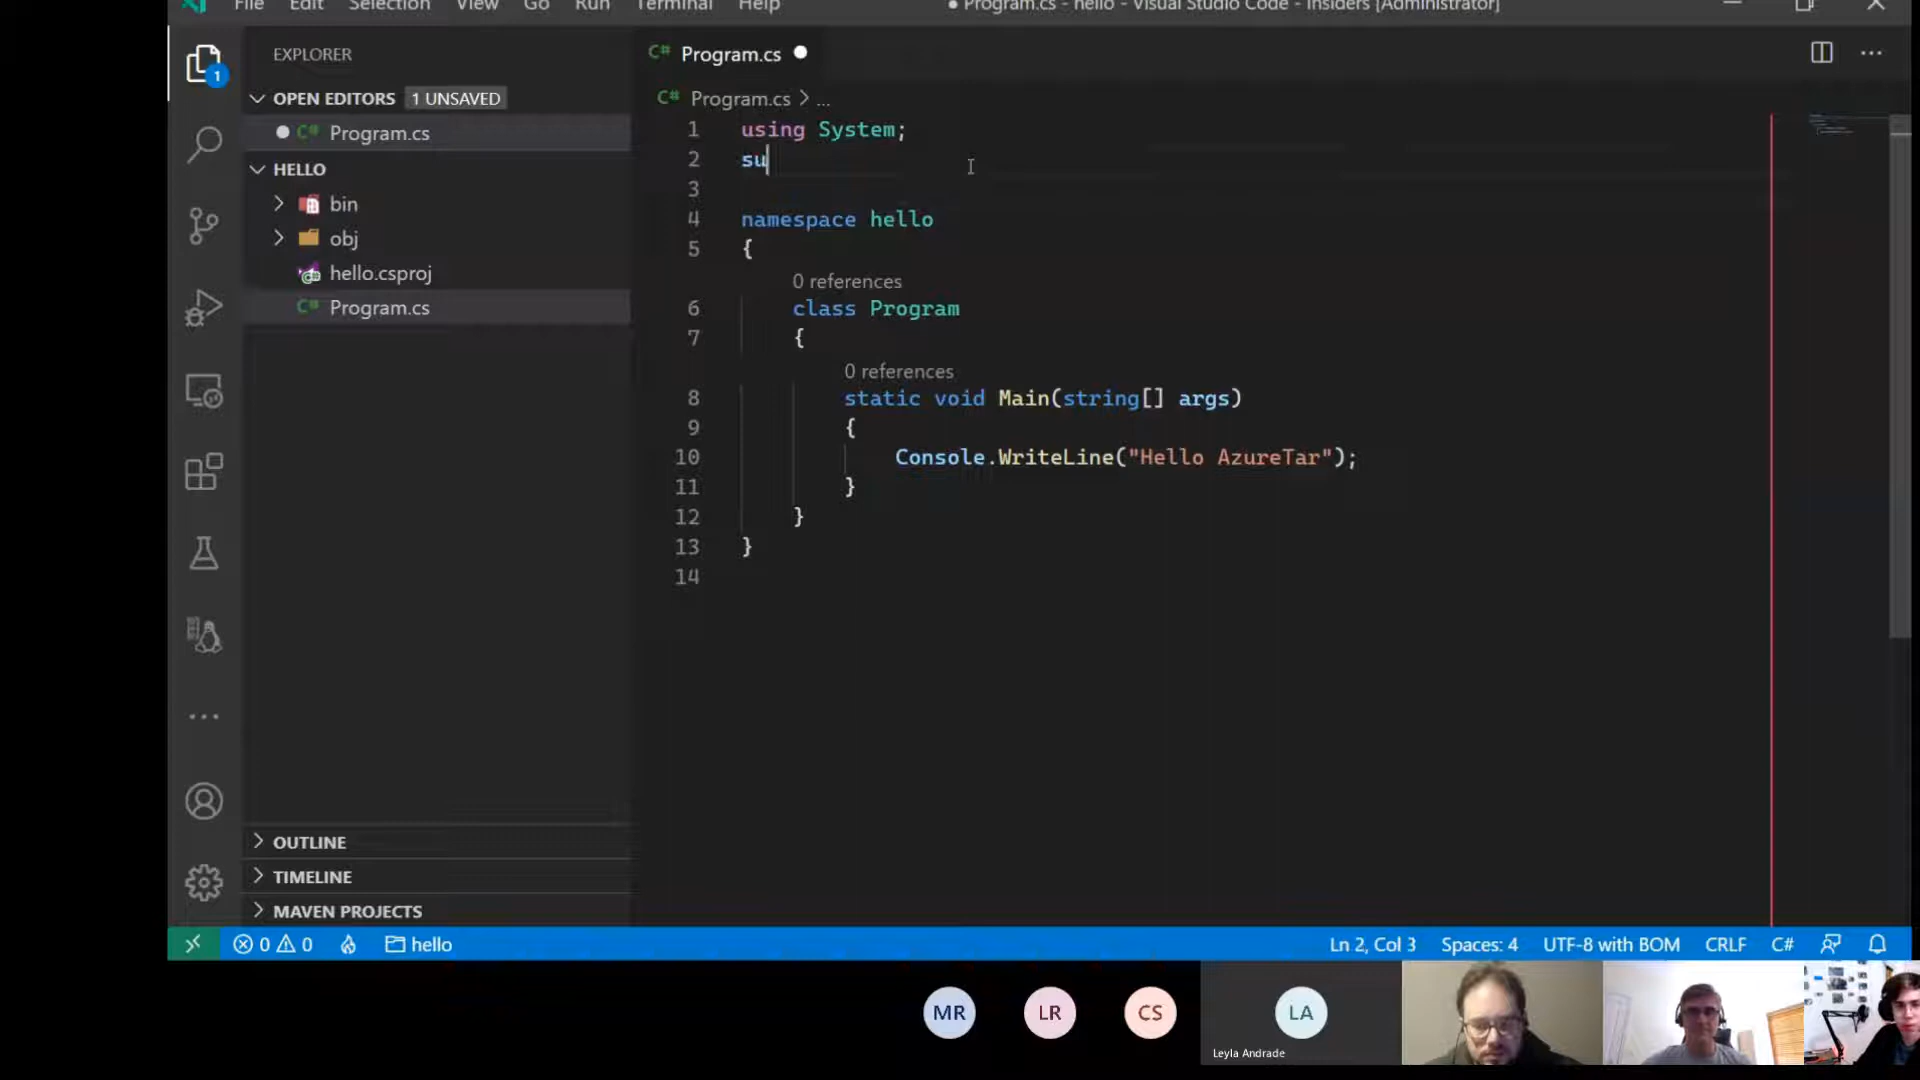 File Edit Selection View Go Run Terminal Help
● Program.cs - hello - Visual Studio Code - Insiders [Administrator]
EXPLORER
OPEN EDITORS 1 UNSAVED
C# Program.cs
HELLO
bin
obj
hello.csproj
C# Program.cs
OUTLINE
TIMELINE
MAVEN PROJECTS
1
C# Program.cs
C# Program.cs > ...
1 using System;
2 su
3
4 namespace hello
5 {
0 references
6 class Program
7 {
0 references
8 static void Main(string[] args)
9 {
10 Console.WriteLine("Hello AzureTar");
11 }
12 }
13 }
14
0 0 hello
Ln 2, Col 3 Spaces: 4 UTF-8 with BOM CRLF C#
MR LR CS LA
Leyla Andrade